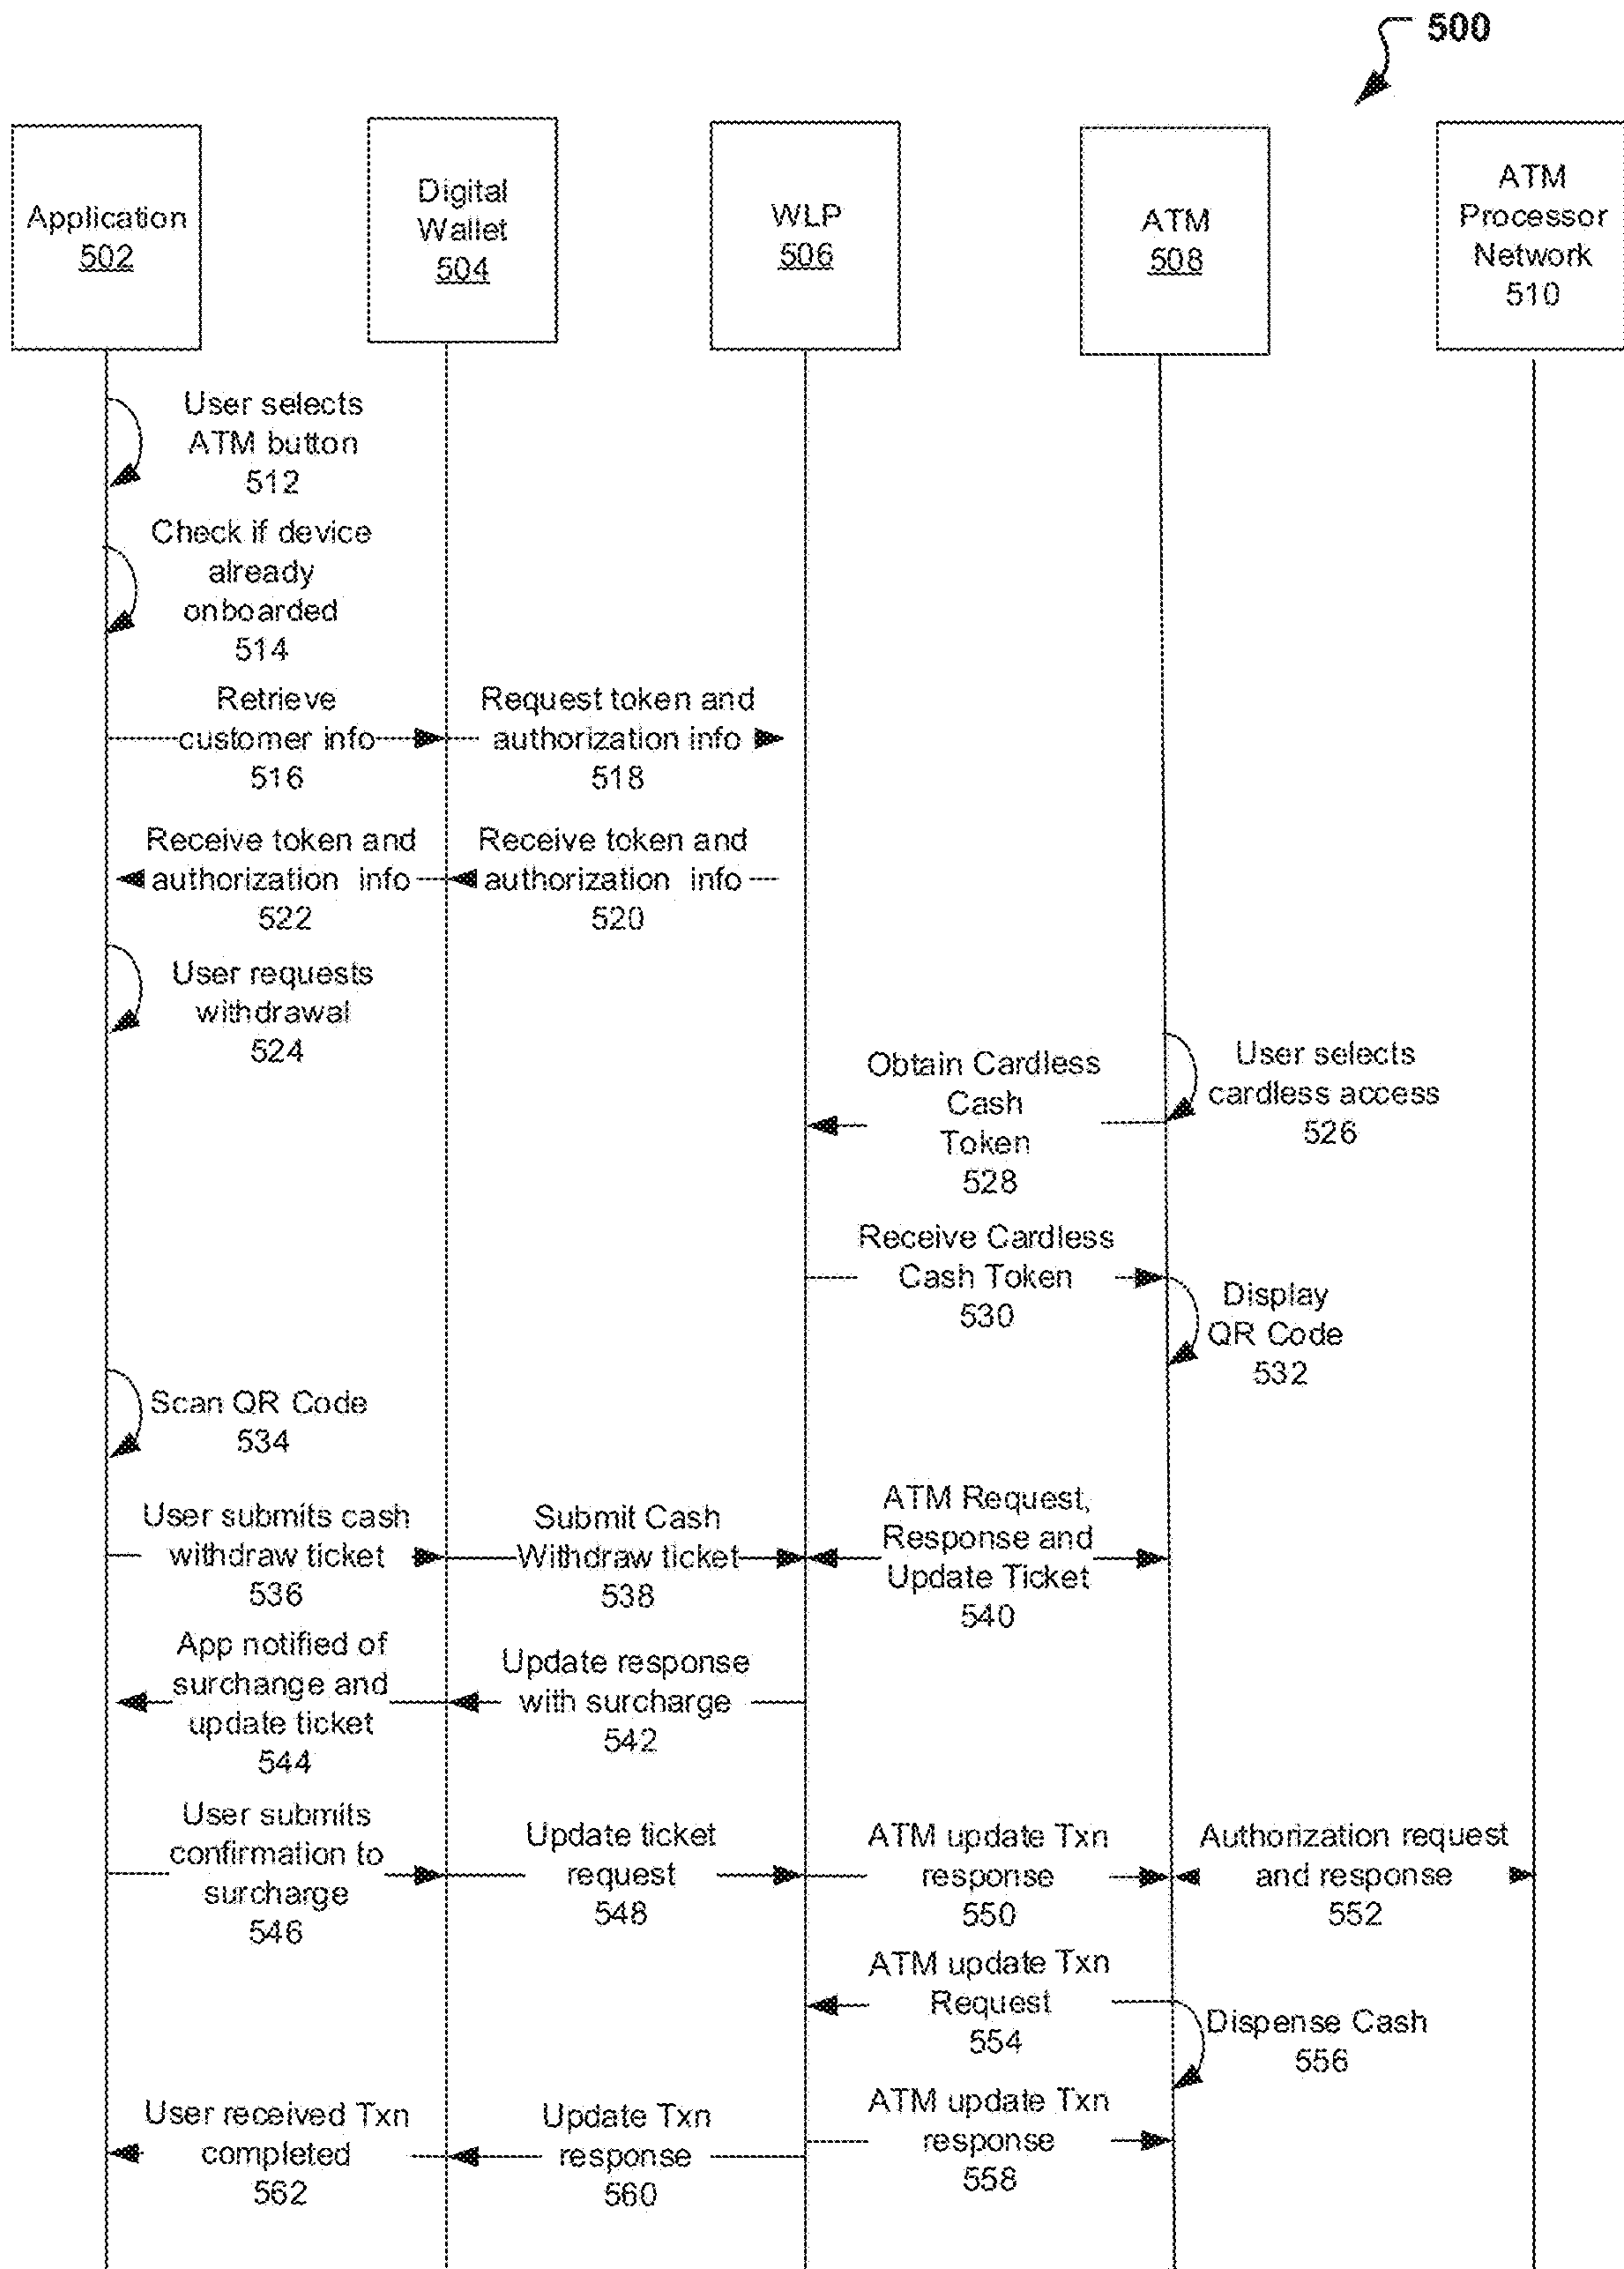 500
Application
502
Digital
Wallet
504
WLP
506
ATM
508
ATM
Processor
Network
510
User selects
ATM button
512
Check if device
already
onboarded
514
Retrieve
customer info
516
Request token and
authorization info
518
Receive token and
authorization info
522
Receive token and
authorization info
520
User requests
withdrawal
524
User selects
cardless access
526
Obtain Cardless
Cash
Token
528
Receive Cardless
Cash Token
530
Display
QR Code
532
Scan QR Code
534
User submits cash
withdraw ticket
536
Submit Cash
Withdraw ticket
538
ATM Request,
Response and
Update Ticket
540
App notified of
surchange and
update ticket
544
Update response
with surcharge
542
User submits
confirmation to
surcharge
546
Update ticket
request
548
ATM update Txn
response
550
Authorization request
and response
552
ATM update Txn
Request
554
Dispense Cash
556
User received Txn
completed
562
Update Txn
response
560
ATM update Txn
response
558